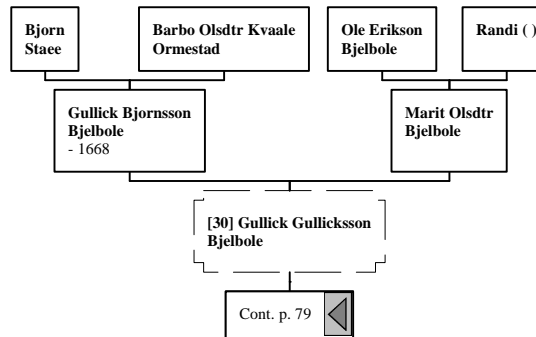 Bjorn
Staee
Barbo Olsdtr Kvaale
Ormestad
Ole Erikson
Bjelbole
Randi ( )
Gullick Bjornsson
Bjelbole
- 1668
Marit Olsdtr
Bjelbole
[30] Gullick Gullicksson
Bjelbole
Cont. p. 79